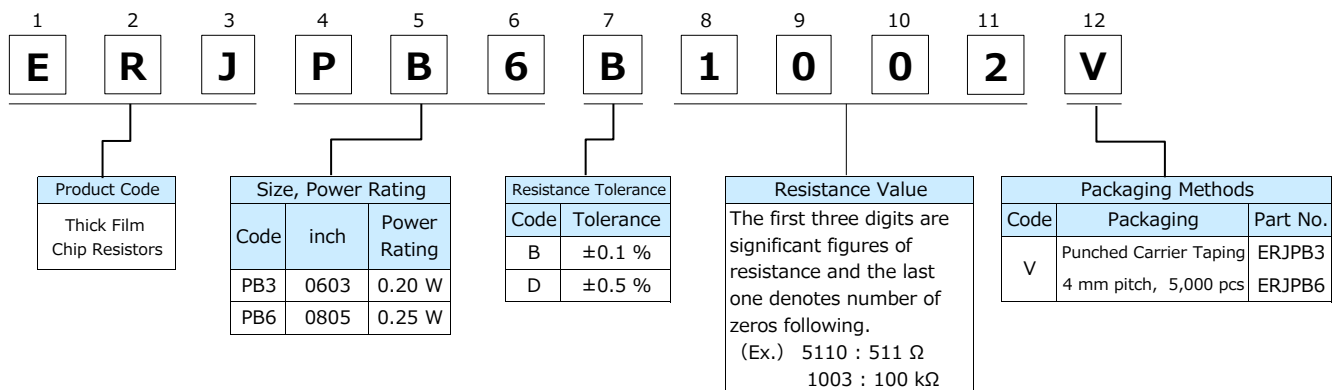 1 2 3 4 5 6 7 8 9 10 11 12
E R J P B 6 B 1 0 0 2 V
Product Code
Thick Film
Chip Resistors
Size, Power Rating
Code inch Power Rating
PB3 0603 0.20 W
PB6 0805 0.25 W
Resistance Tolerance
Code Tolerance
B ±0.1 %
D ±0.5 %
Resistance Value
The first three digits are
significant figures of
resistance and the last
one denotes number of
zeros following.
(Ex.) 5110 : 511 Ω
1003 : 100 kΩ
Packaging Methods
Code Packaging Part No.
V Punched Carrier Taping ERJPB3
4 mm pitch, 5,000 pcs ERJPB6